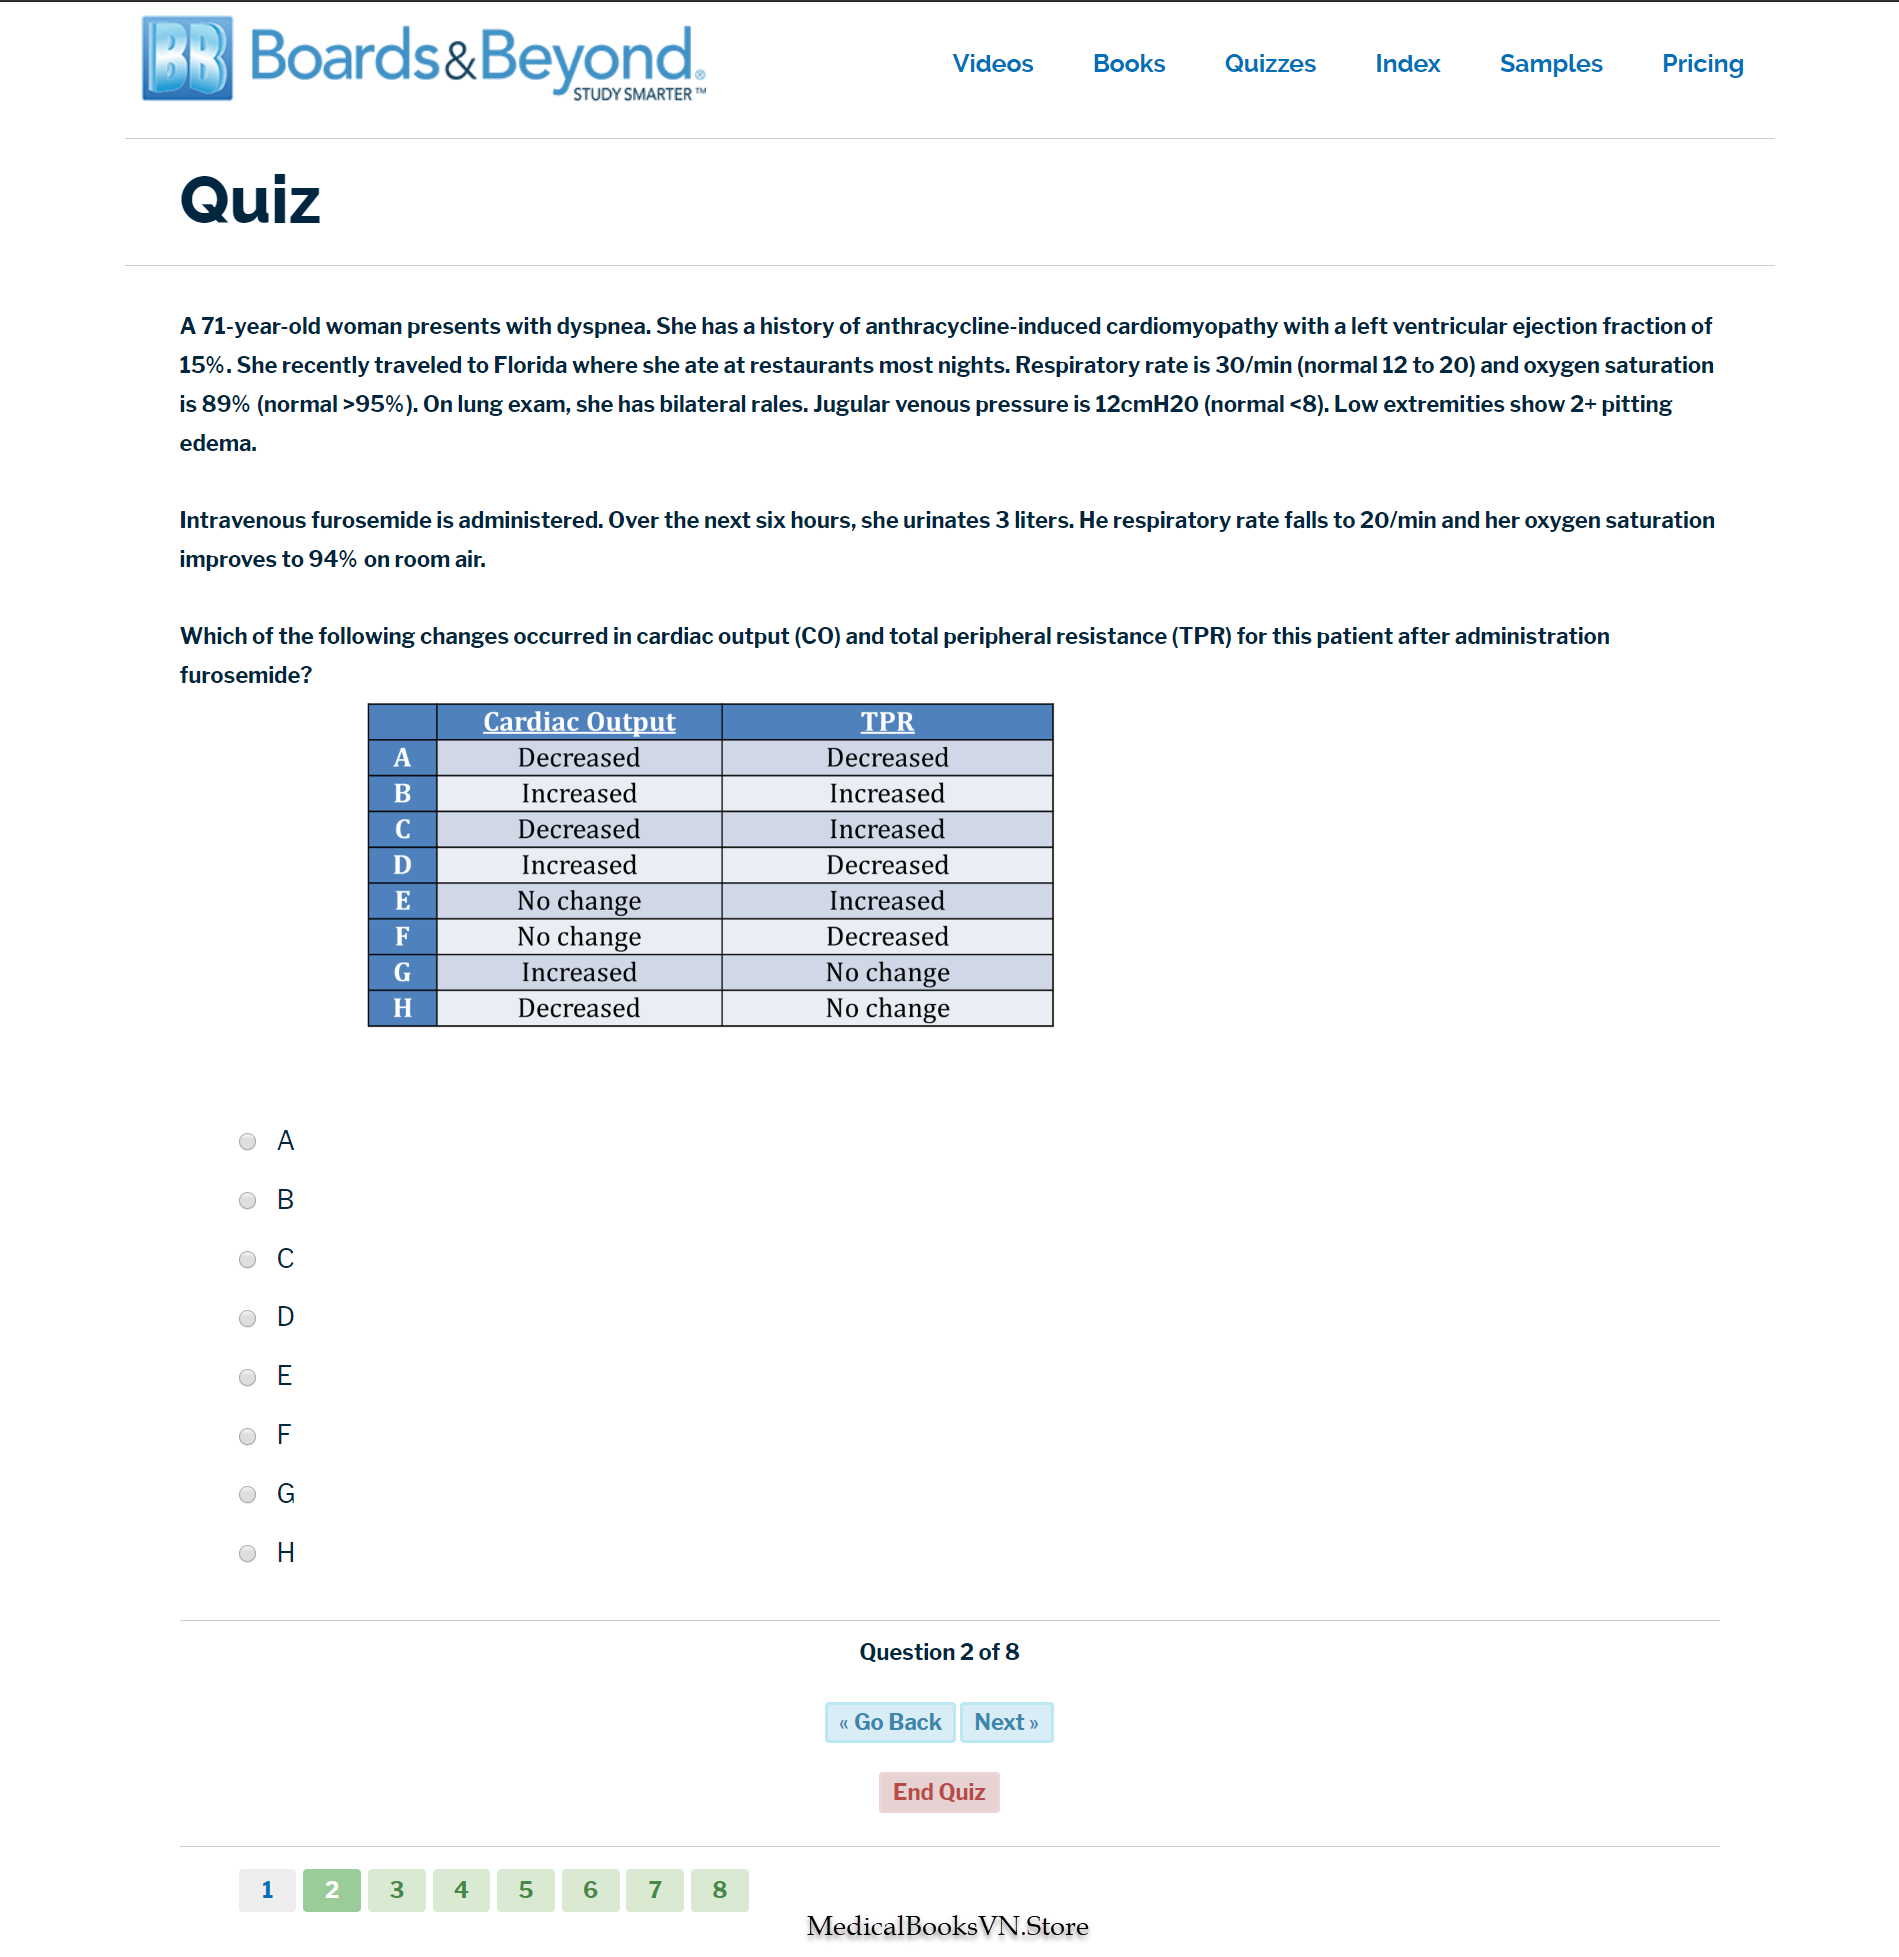 BB Boards&Beyond®
STUDY SMARTER™
Videos Books Quizzes Index Samples Pricing
Quiz
A 71-year-old woman presents with dyspnea. She has a history of anthracycline-induced cardiomyopathy with a left ventricular ejection fraction of
15%. She recently traveled to Florida where she ate at restaurants most nights. Respiratory rate is 30/min (normal 12 to 20) and oxygen saturation
is 89% (normal >95%). On lung exam, she has bilateral rales. Jugular venous pressure is 12cmH20 (normal <8). Low extremities show 2+ pitting
edema.
Intravenous furosemide is administered. Over the next six hours, she urinates 3 liters. He respiratory rate falls to 20/min and her oxygen saturation
improves to 94% on room air.
Which of the following changes occurred in cardiac output (CO) and total peripheral resistance (TPR) for this patient after administration
furosemide?
Cardiac Output TPR
A Decreased Decreased
B Increased Increased
C Decreased Increased
D Increased Decreased
E No change Increased
F No change Decreased
G Increased No change
H Decreased No change
A
B
C
D
E
F
G
H
Question 2 of 8
« Go Back Next »
End Quiz
1 2 3 4 5 6 7 8
MedicalBooksVN.Store